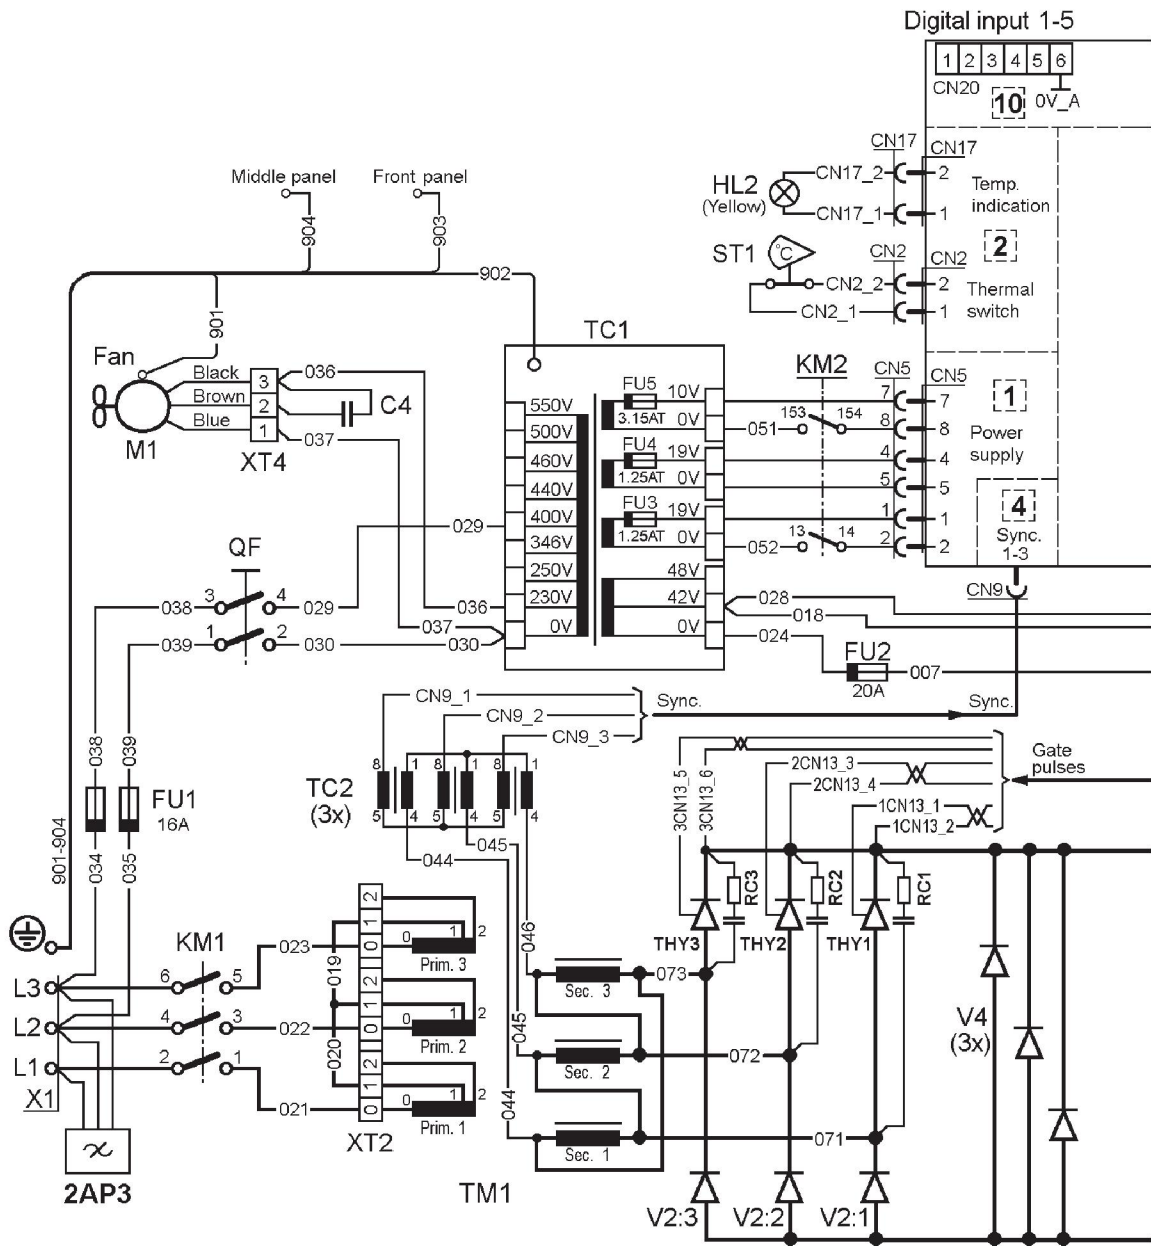 Digital input 1-5
1 2 3 4 5 6
CN20
10
0V_A
CN17
CN17
CN17_2
2
HL2
(Yellow)
Temp.
indication
CN17_1
1
2
ST1
°C
CN2
CN2
CN2_2
2
Thermal
switch
CN2_1
1
Middle panel
Front panel
904
903
902
901
Fan
M1
Black
Brown
Blue
3
2
1
XT4
036
C4
037
TC1
550V
500V
460V
440V
400V
346V
250V
230V
0V
FU5
3.15AT
10V
0V
FU4
1.25AT
19V
0V
FU3
1.25AT
19V
0V
48V
42V
0V
KM2
153
154
051
13
14
052
CN5
CN5
7
7
8
8
4
4
5
5
1
1
2
2
1
Power
supply
4
Sync.
1-3
CN9
029
QF
038
3
4
029
036
039
1
2
030
037
030
028
018
024
FU2
20A
007
CN9_1
CN9_2
CN9_3
Sync.
Sync.
TC2
(3x)
8 1 8 1 8 1
5 4 5 4 5 4
045
044
038
039
FU1
16A
034
035
901-904
3CN13_5
3CN13_6
2CN13_3
2CN13_4
1CN13_1
1CN13_2
Gate
pulses
RC3
RC2
RC1
THY3
THY2
THY1
KM1
L3
6
5
023
L2
4
3
022
L1
2
1
021
X1
2AP3
019
020
2
1
0
0
1
2
Prim. 3
2
1
0
0
1
2
Prim. 2
2
1
0
0
1
2
Prim. 1
XT2
046
045
044
Sec. 3
073
Sec. 2
072
Sec. 1
071
TM1
V4
(3x)
V2:3
V2:2
V2:1